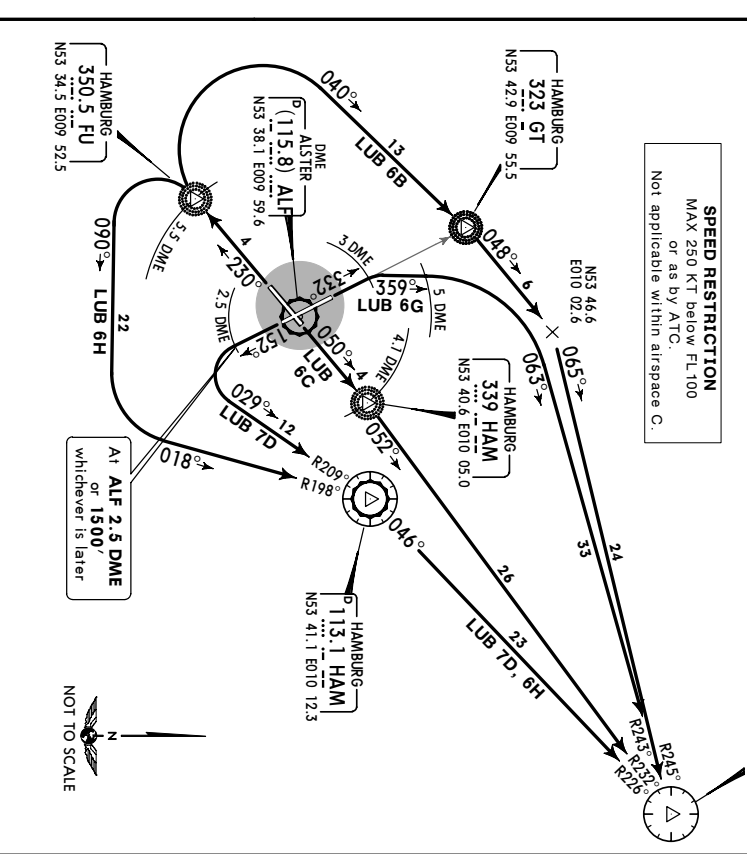 SPEED RESTRICTION
MAX 250 KT below FL100
or as by ATC.
Not applicable within airspace C.
HAMBURG
323 GT
N53 42.9 E009 55.5
HAMBURG
350.5 FU
N53 34.5 E009 52.5
DME
ALSTER
D (115.8) ALF
N53 38.1 E009 59.6
040°
13
LUB 6B
048°
6
N53 46.6
E010 02.6
065°
24
063°
33
5.5 DME
4
230°
3 DME
332°
359°
LUB 6G
5 DME
2.5 DME
152°
050°
4
LUB
6C
4.1 DME
HAMBURG
339 HAM
N53 40.6 E010 05.0
052°
26
090°
LUB 6H
22
029°
12
LUB 7D
018°
R209°
R198°
046°
23
LUB 7D, 6H
HAMBURG
D 113.1 HAM
N53 41.1 E010 12.3
R243°
R245°
R232°
R226°
At ALF 2.5 DME
or 1500'
whichever is later
N
NOT TO SCALE